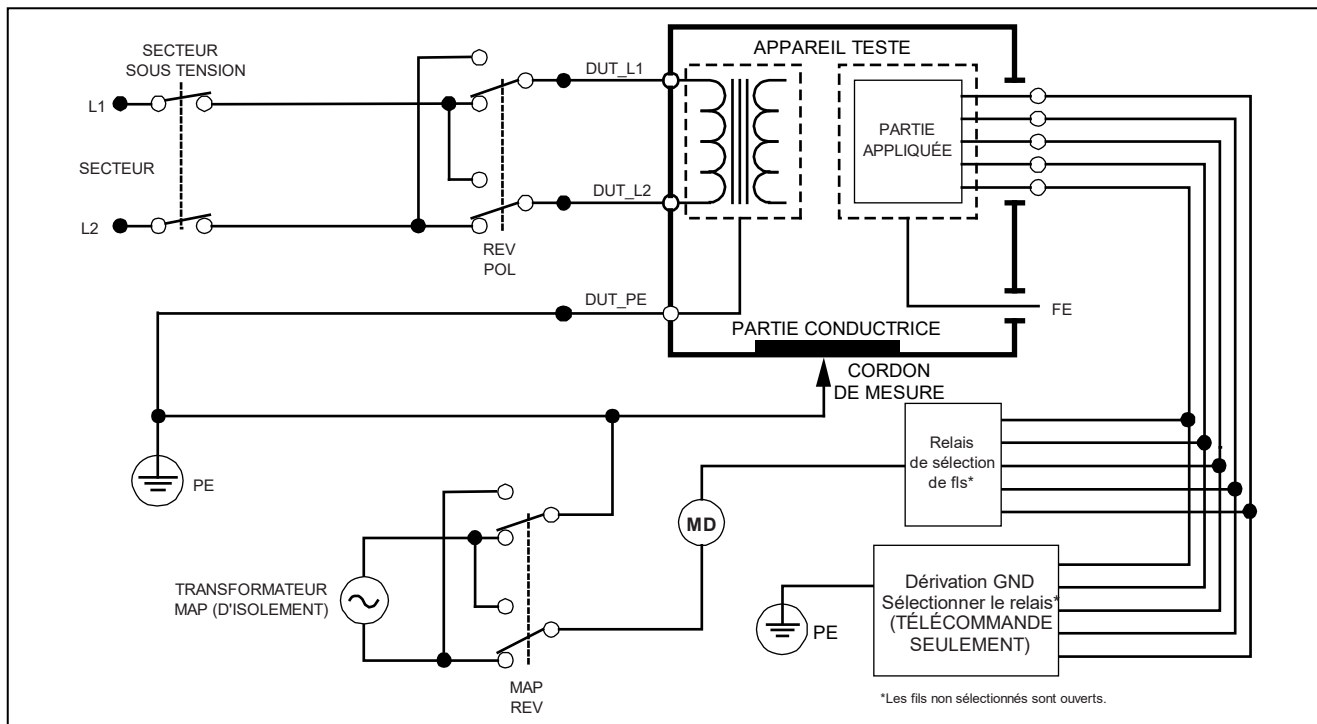 SECTEUR
SOUS TENSION
L1
SECTEUR
L2
REV
POL
DUT_L1
DUT_L2
DUT_PE
APPAREIL TESTE
PARTIE
APPLIQUÉE
FE
PARTIE CONDUCTRICE
CORDON
DE MESURE
PE
Relais
de sélection
de fls*
MD
TRANSFORMATEUR
MAP (D'ISOLEMENT)
MAP
REV
PE
Dérivation GND
Sélectionner le relais*
(TÉLÉCOMMANDE
SEULEMENT)
*Les fils non sélectionnés sont ouverts.